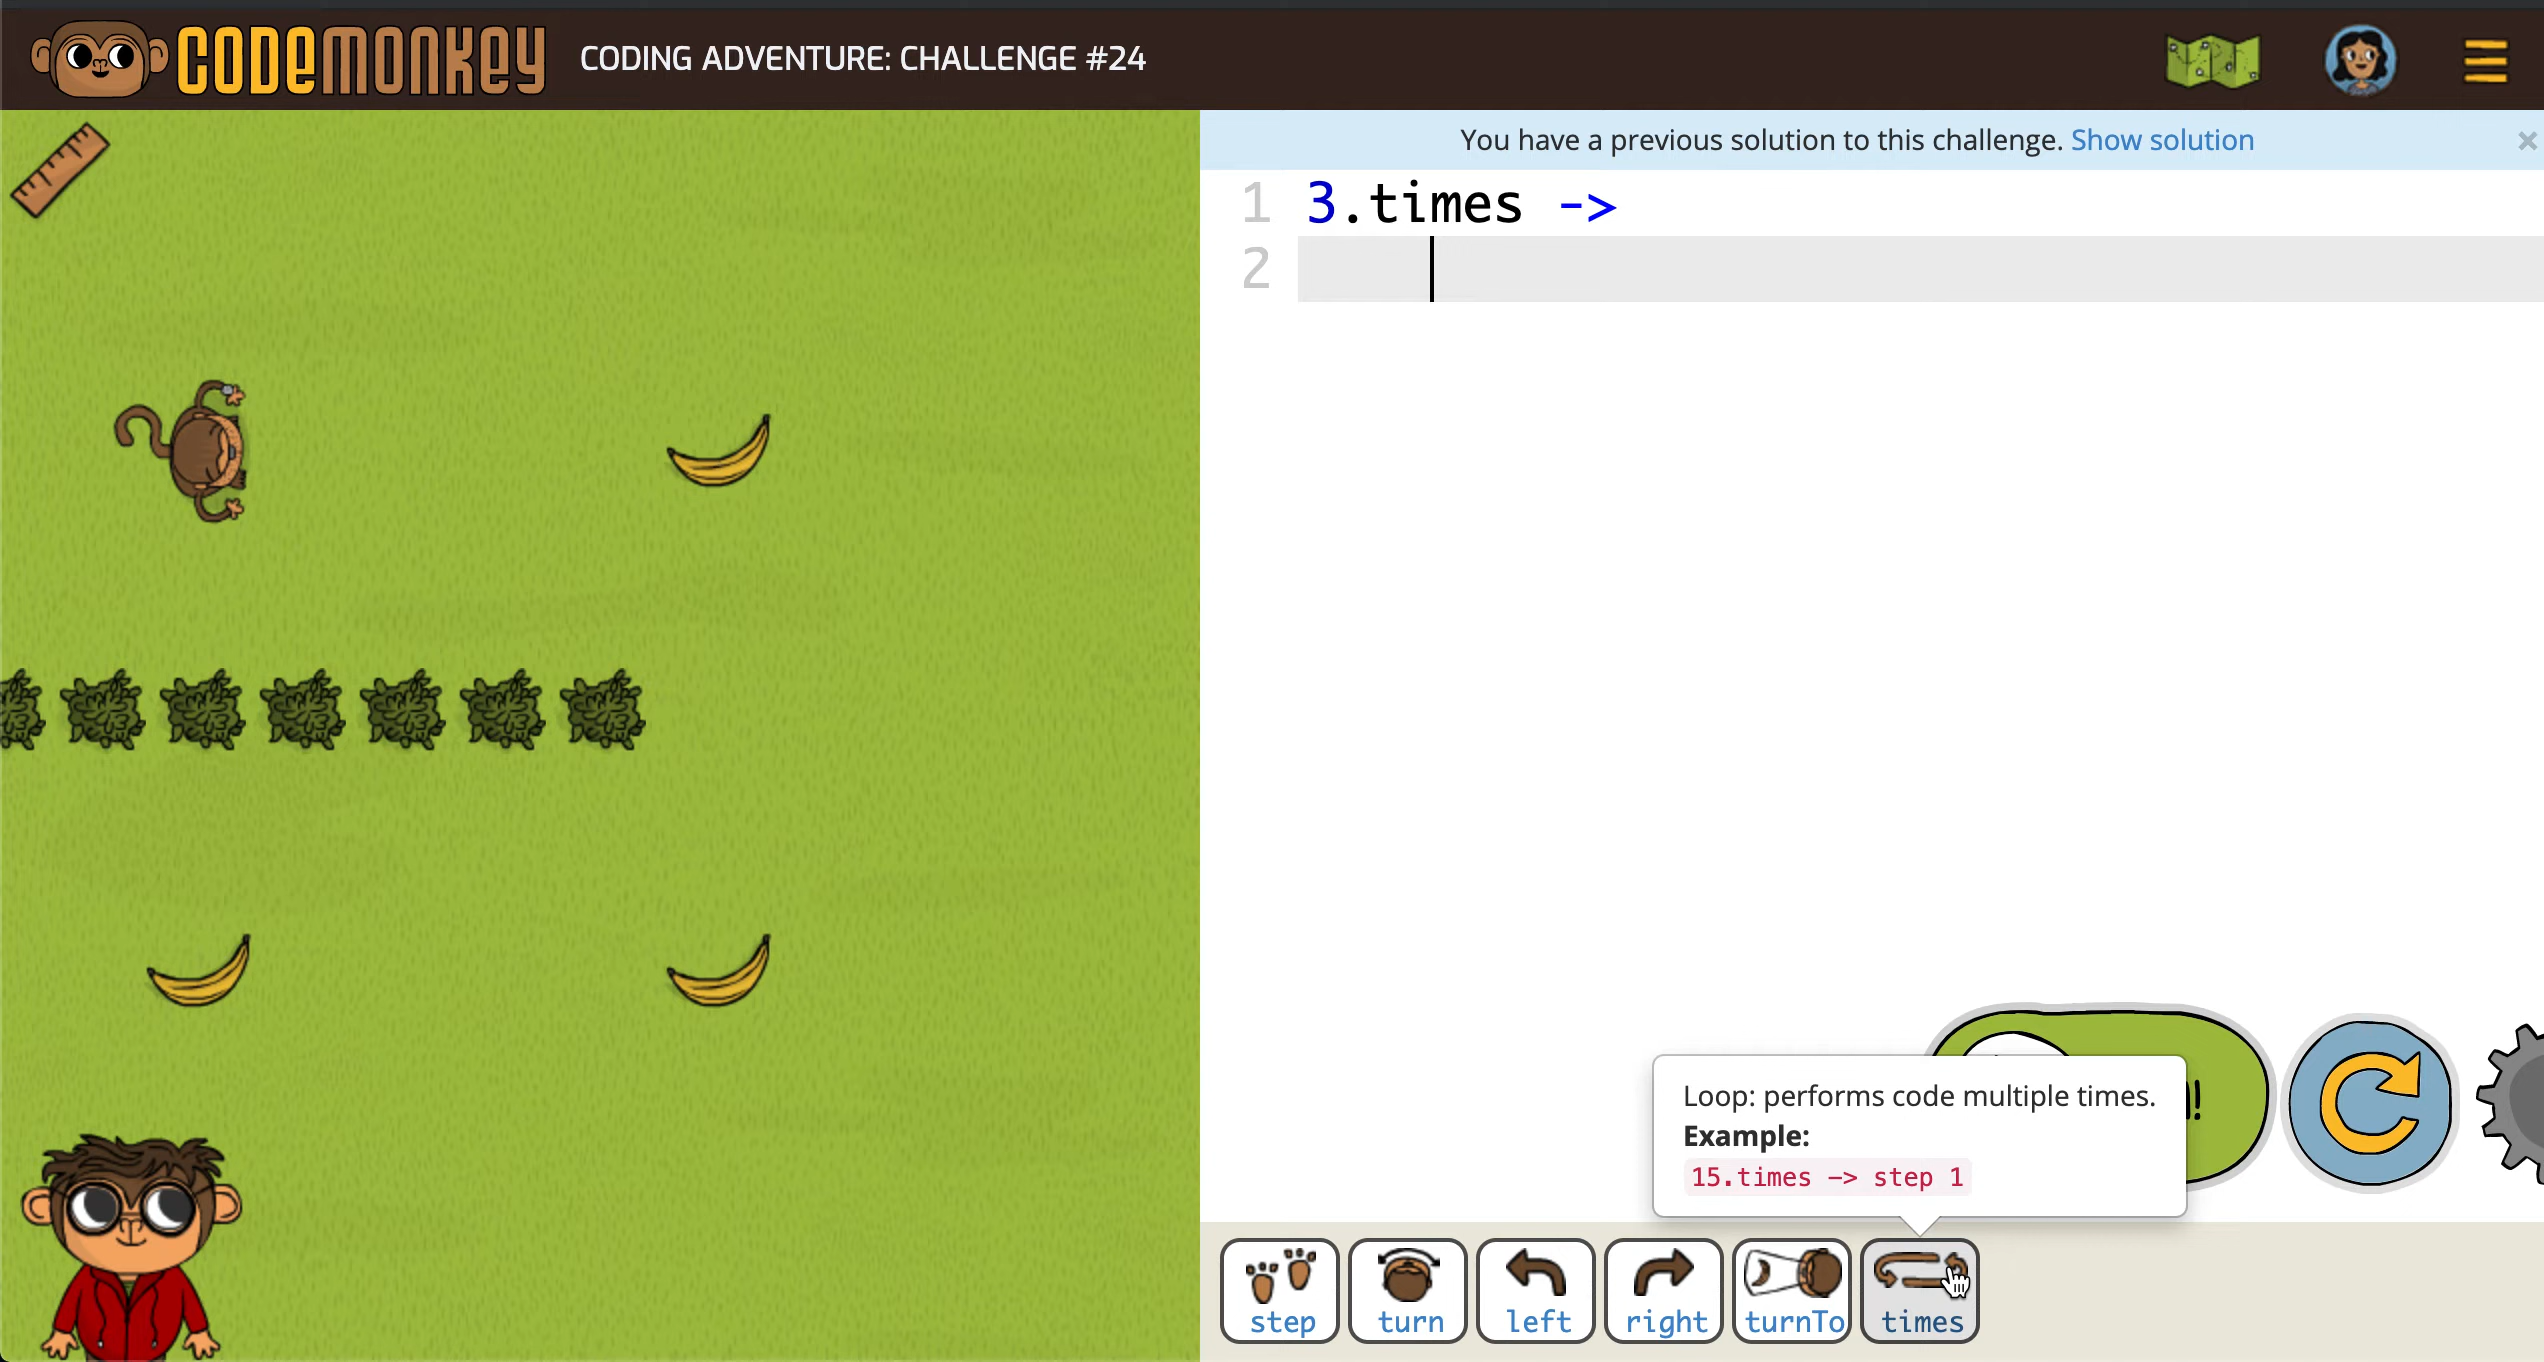 CODEMONKEY CODING ADVENTURE: CHALLENGE #24
You have a previous solution to this challenge. Show solution ×
1 3.times ->
2
Loop: performs code multiple times.
Example:
15.times -> step 1
step turn left right turnTo times